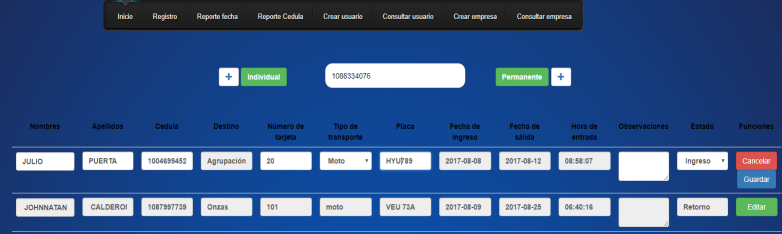 Inicio Registro Reporte fecha Reporte Cedula Crear usuario Consultar usuario Crear empresa Consultar empresa
+ Individual 1088334076 Permanente +
Nombres Apellidos Cedula Destino Número de tarjeta Tipo de transporte Placa Fecha de ingreso Fecha de sálida Hora de entrada Observaciones Estado Funciones
JULIO PUERTA 1004699452 Agrupación 20 Moto HYU789 2017-08-08 2017-08-12 08:58:07 Ingreso Cancelar
Guardar
JOHNNATAN CALDERO 1087997739 Onzas 101 moto VEU 73A 2017-08-09 2017-08-25 06:40:16 Retorno Editar